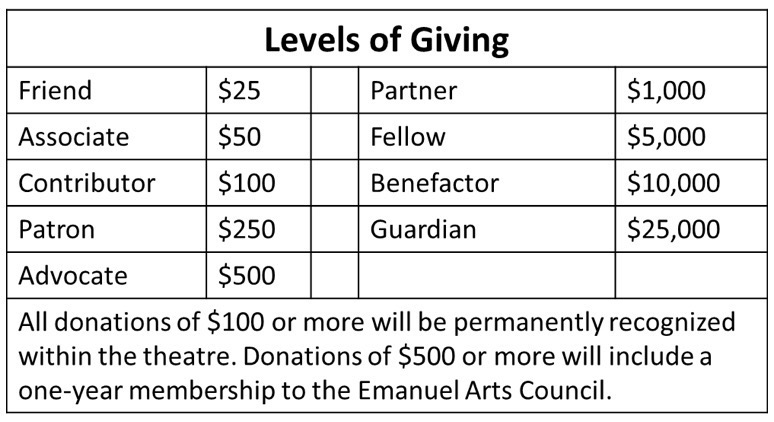 Levels of Giving
Friend $25 Partner $1,000
Associate $50 Fellow $5,000
Contributor $100 Benefactor $10,000
Patron $250 Guardian $25,000
Advocate $500
All donations of $100 or more will be permanently recognized
within the theatre. Donations of $500 or more will include a
one-year membership to the Emanuel Arts Council.